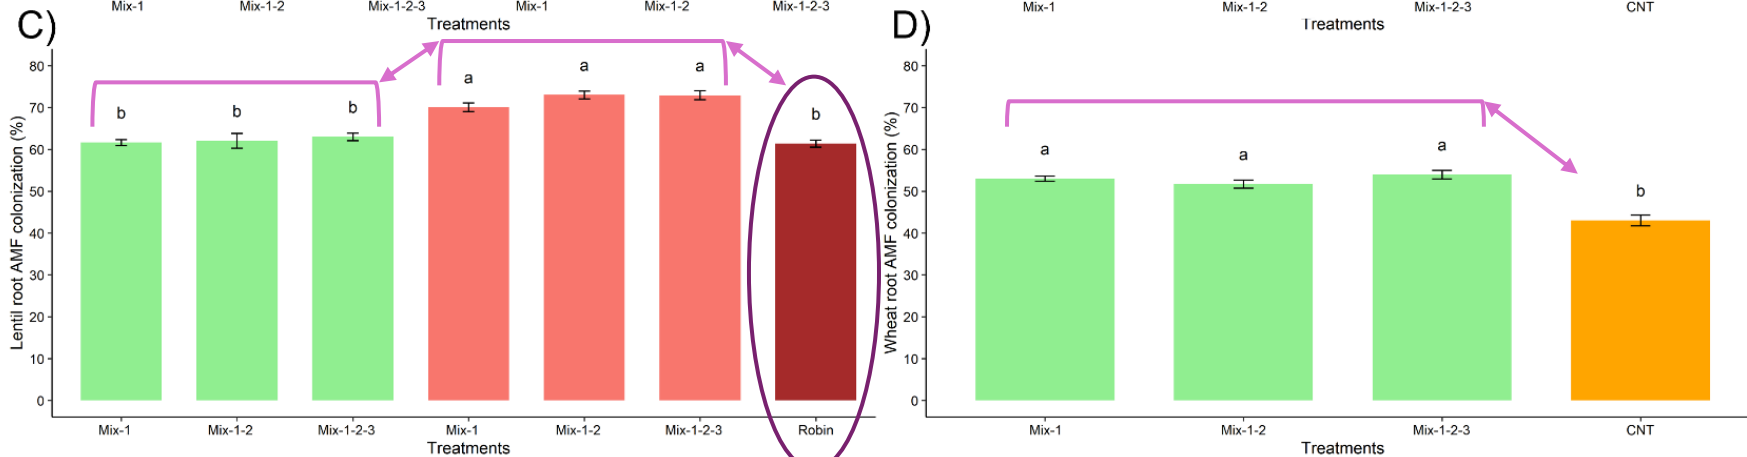 Mix-1 Mix-1-2 Mix-1-2-3 Mix-1 Mix-1-2 Mix-1-2-3
Treatments
C)
Lentil root AMF colonization (%)
80
70
60
50
40
30
20
10
0
b b b a a a b
Mix-1 Mix-1-2 Mix-1-2-3 Mix-1 Mix-1-2 Mix-1-2-3 Robin
Treatments
Mix-1 Mix-1-2 Mix-1-2-3 CNT
Treatments
D)
Wheat root AMF colonization (%)
80
70
60
50
40
30
20
10
0
a a a b
Mix-1 Mix-1-2 Mix-1-2-3 CNT
Treatments